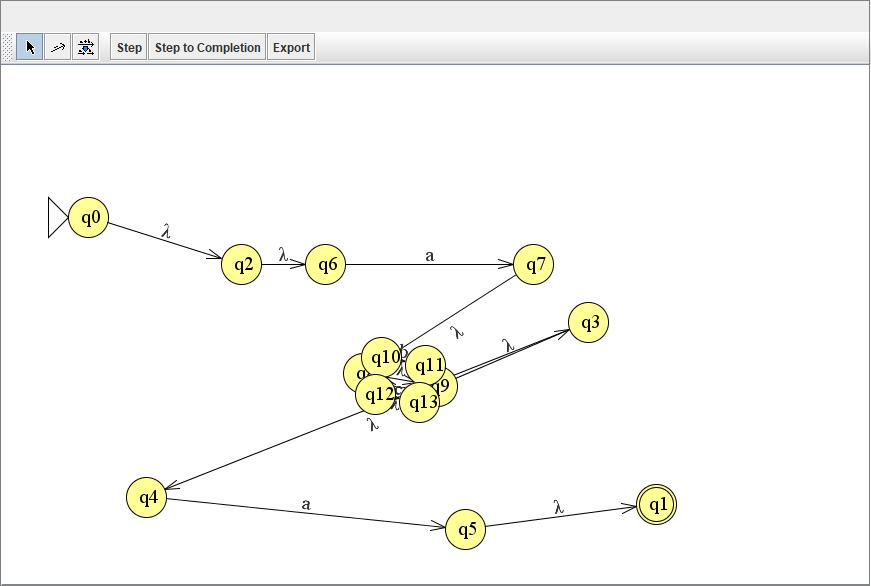 Step Step to Completion Export
q0
λ
q2 λ q6 a q7
λ
q3
λ
q10 b q11
λ
q12 q13 q9
λ
q4
a
q5
λ
q1